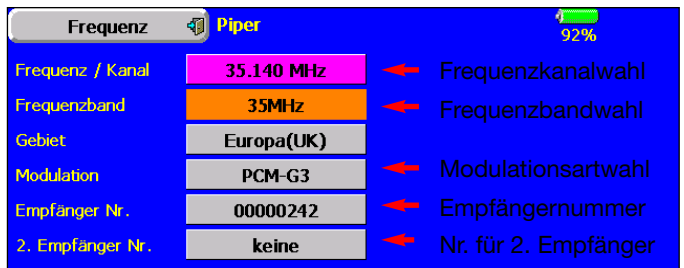 Frequenz Piper 92%
Frequenz / Kanal 35.140 MHz Frequenzkanalwahl
Frequenzband 35MHz Frequenzbandwahl
Gebiet Europa(UK)
Modulation PCM-G3 Modulationsartwahl
Empfänger Nr. 00000242 Empfängernummer
2. Empfänger Nr. keine Nr. für 2. Empfänger